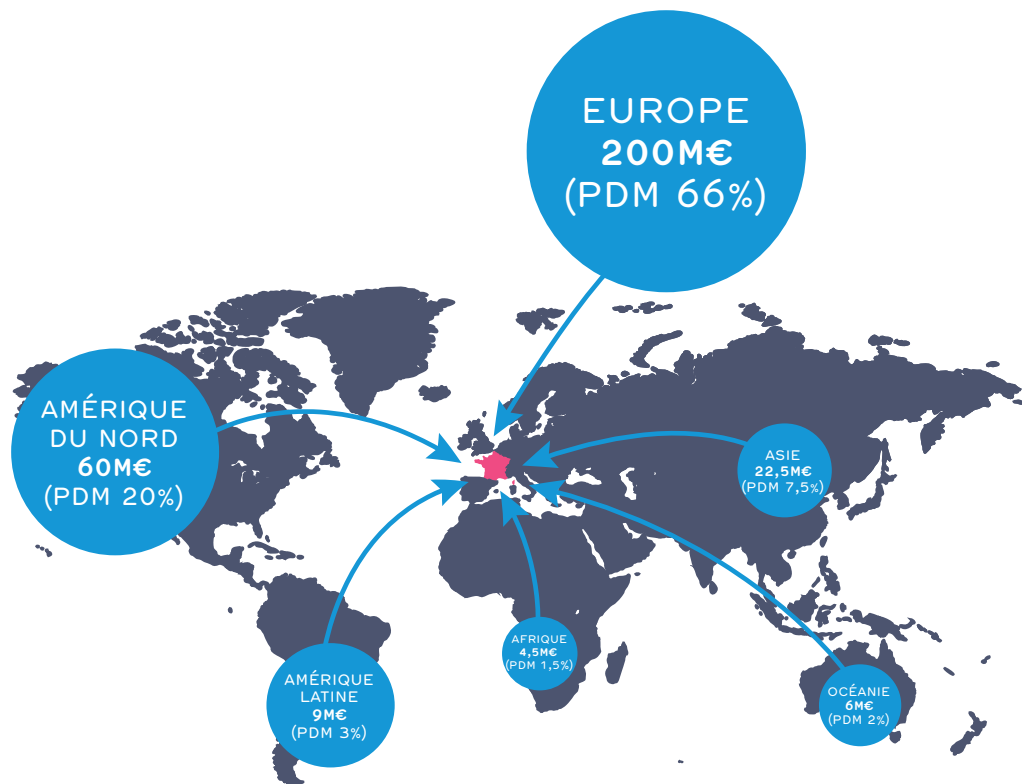 EUROPE
200M€
(PDM 66%)
AMÉRIQUE
DU NORD
60M€
(PDM 20%)
ASIE
22,5M€
(PDM 7,5%)
AFRIQUE
4,5M€
(PDM 1,5%)
AMÉRIQUE
LATINE
9M€
(PDM 3%)
OCÉANIE
6M€
(PDM 2%)